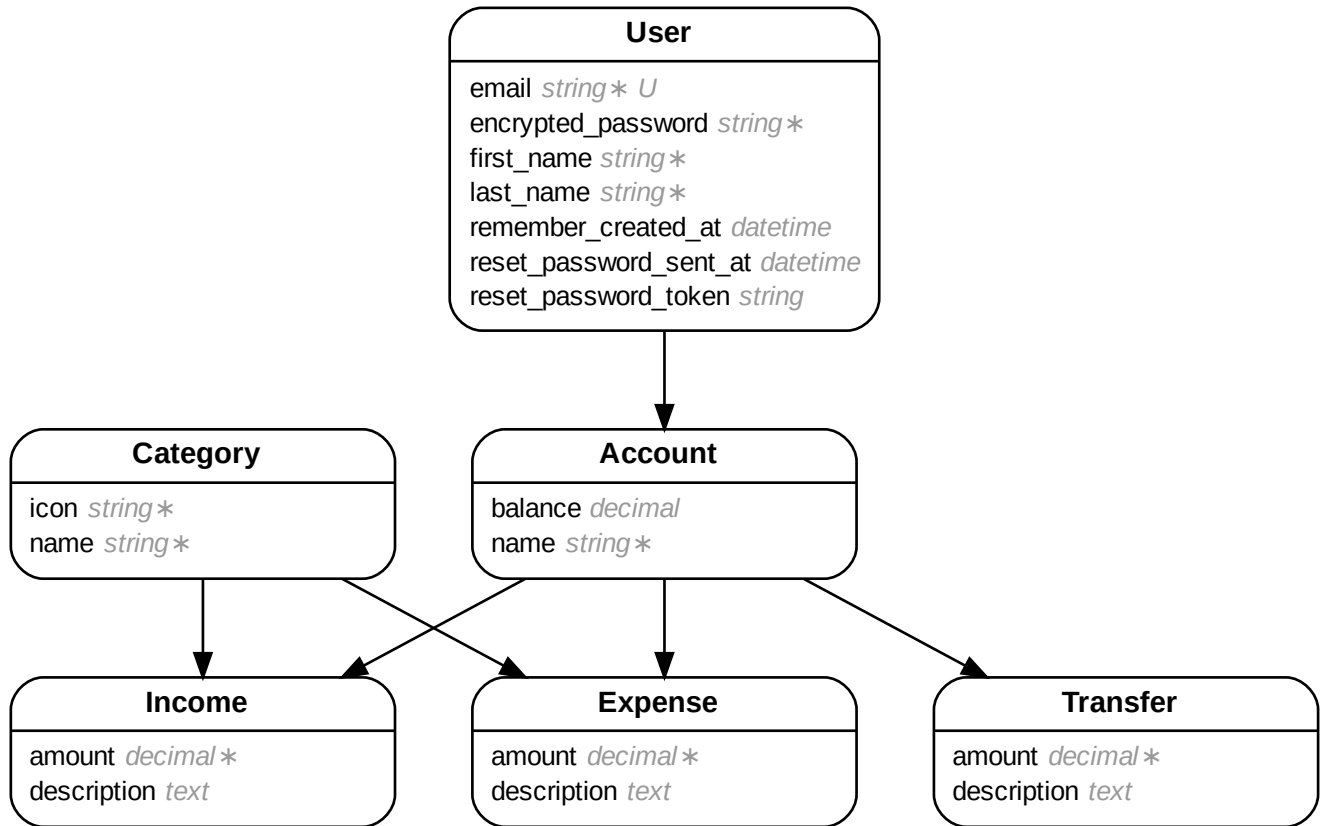 User
email string∗ U
encrypted_password string∗
first_name string∗
last_name string∗
remember_created_at datetime
reset_password_sent_at datetime
reset_password_token string
Category
icon string∗
name string∗
Account
balance decimal
name string∗
Income
amount decimal∗
description text
Expense
amount decimal∗
description text
Transfer
amount decimal∗
description text